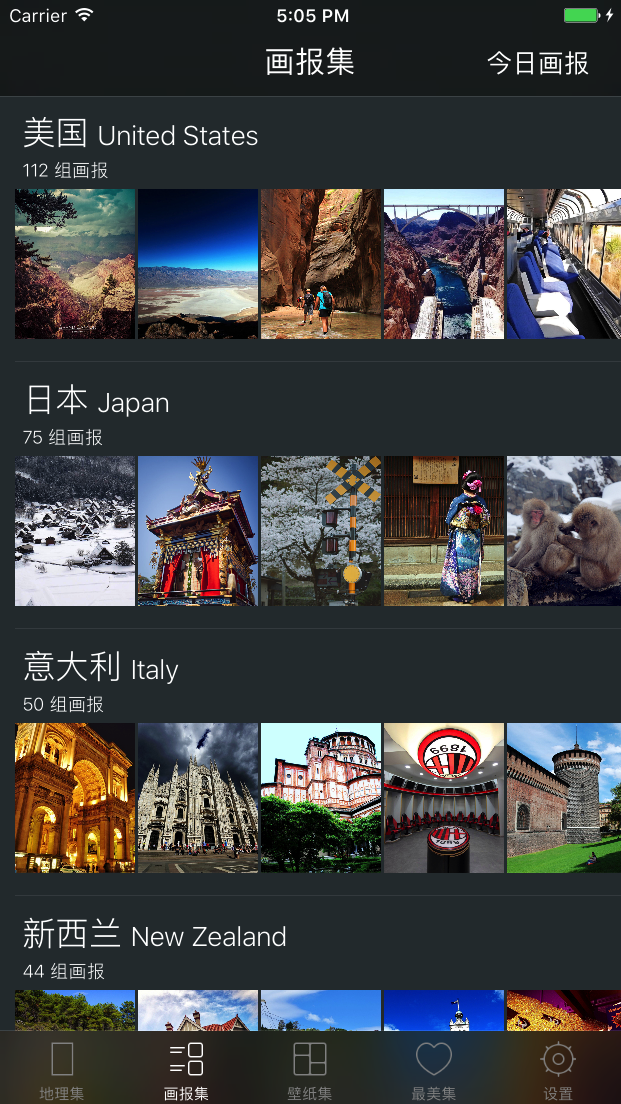 Carrier 5:05 PM
画报集 今日画报
美国 United States
112 组画报
日本 Japan
75 组画报
意大利 Italy
50 组画报
1899
新西兰 New Zealand
44 组画报
地理集 画报集 壁纸集 最美集 设置